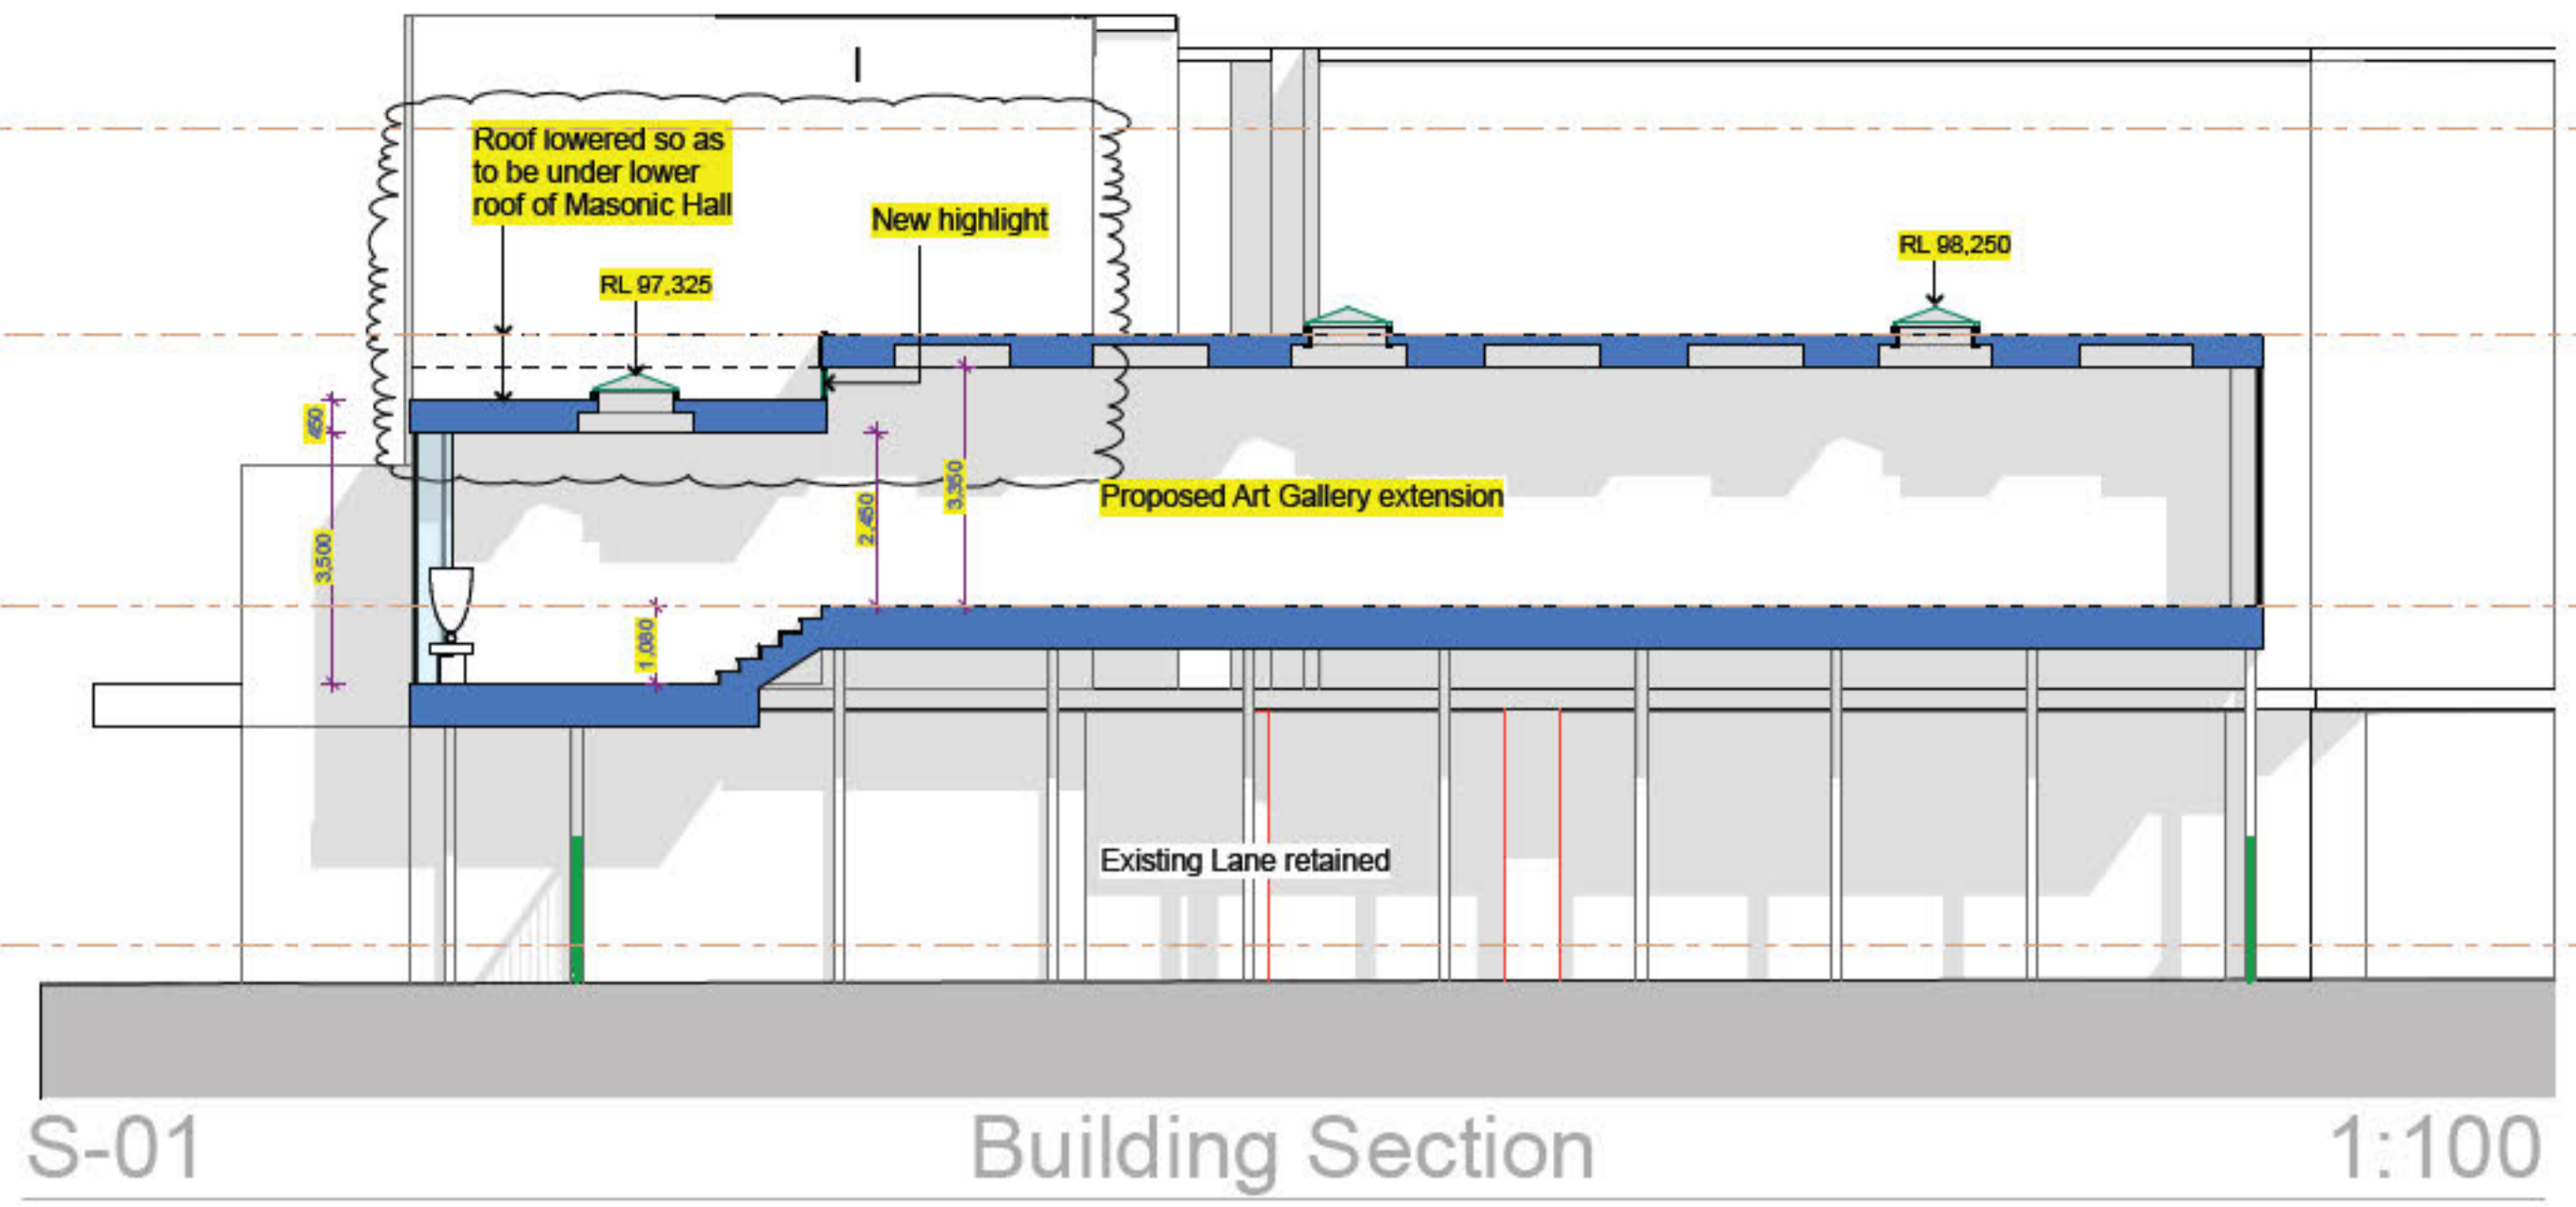 Roof lowered so as
to be under lower
roof of Masonic Hall
New highlight
RL 98,250
RL 97,325
450
3,500
2,450
3,350
Proposed Art Gallery extension
1,080
Existing Lane retained
S-01
Building Section
1:100